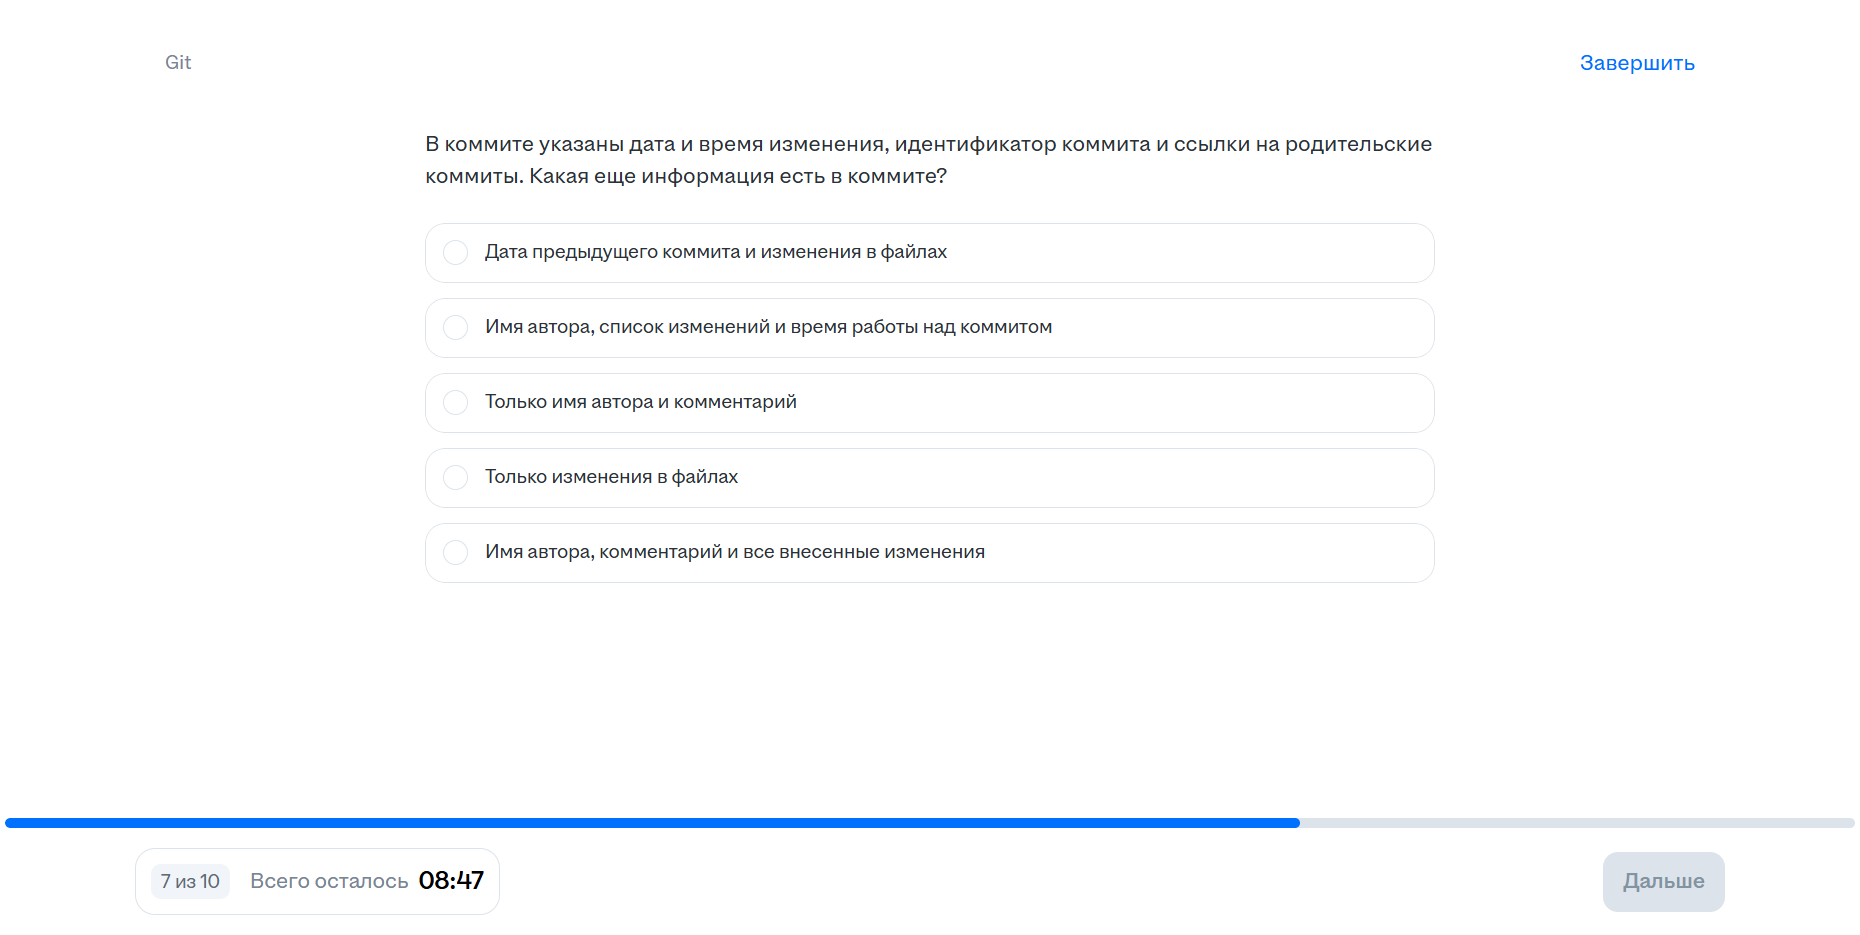 Git
Завершить
В коммите указаны дата и время изменения, идентификатор коммита и ссылки на родительские
коммиты. Какая еще информация есть в коммите?
Дата предыдущего коммита и изменения в файлах
Имя автора, список изменений и время работы над коммитом
Только имя автора и комментарий
Только изменения в файлах
Имя автора, комментарий и все внесенные изменения
7 из 10
Всего осталось 08:47
Дальше